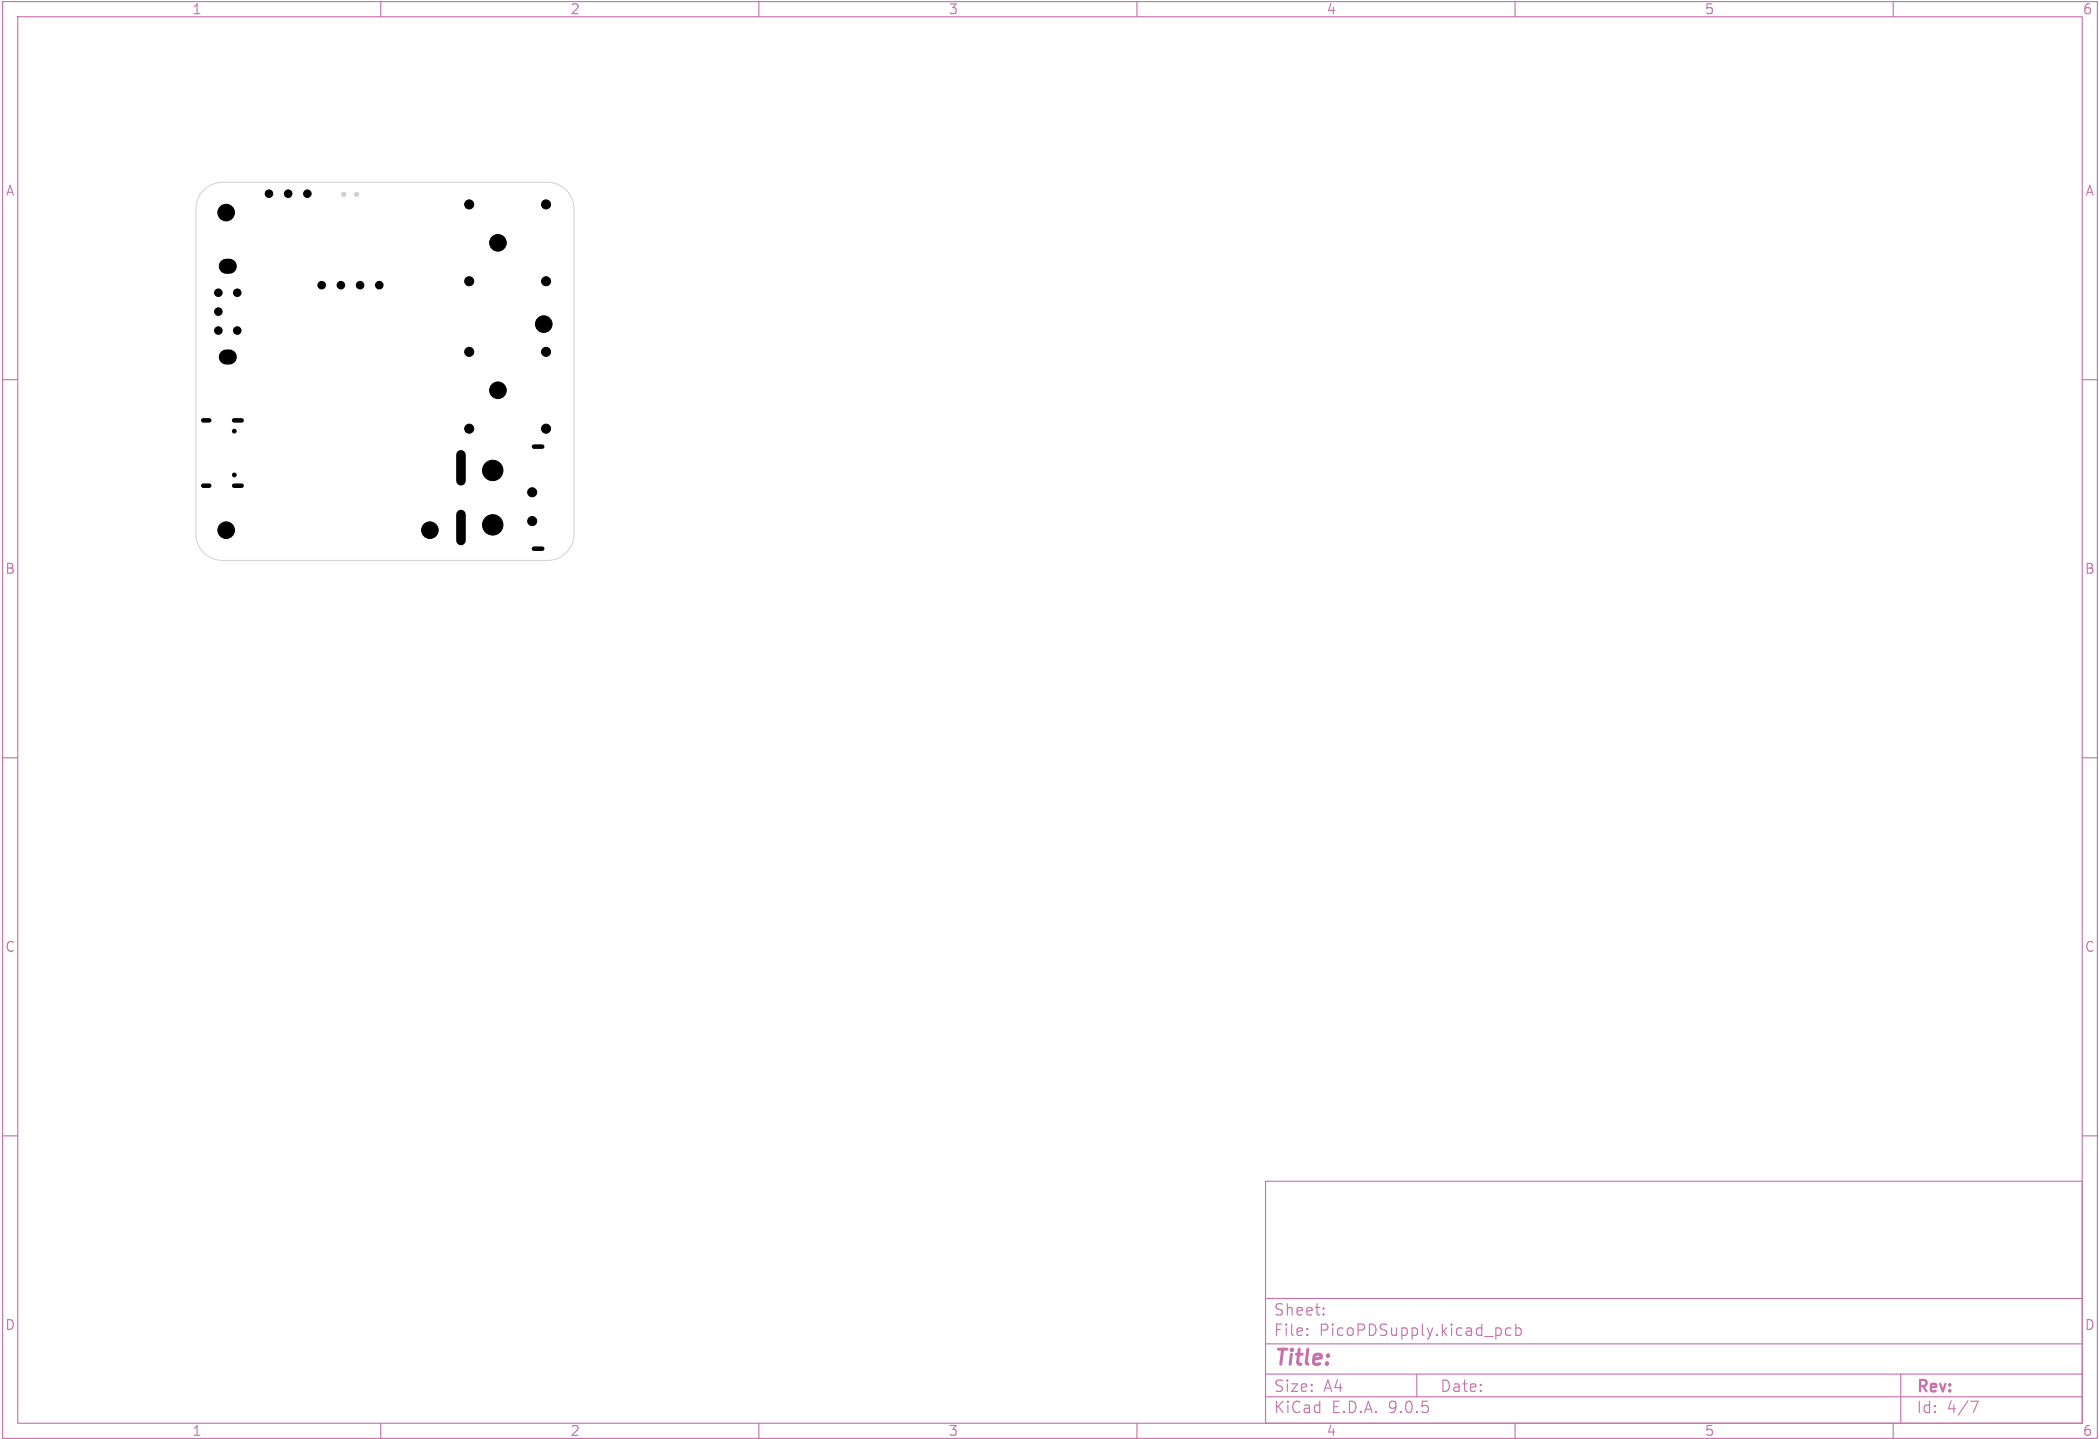 1 2 3 4 5 6
A A
B B
C C
Sheet:
File: PicoPDSupply.kicad_pcb
D D
Title:
Size: A4 Date: Rev:
KiCad E.D.A. 9.0.5 Id: 4/7
1 2 3 4 5 6